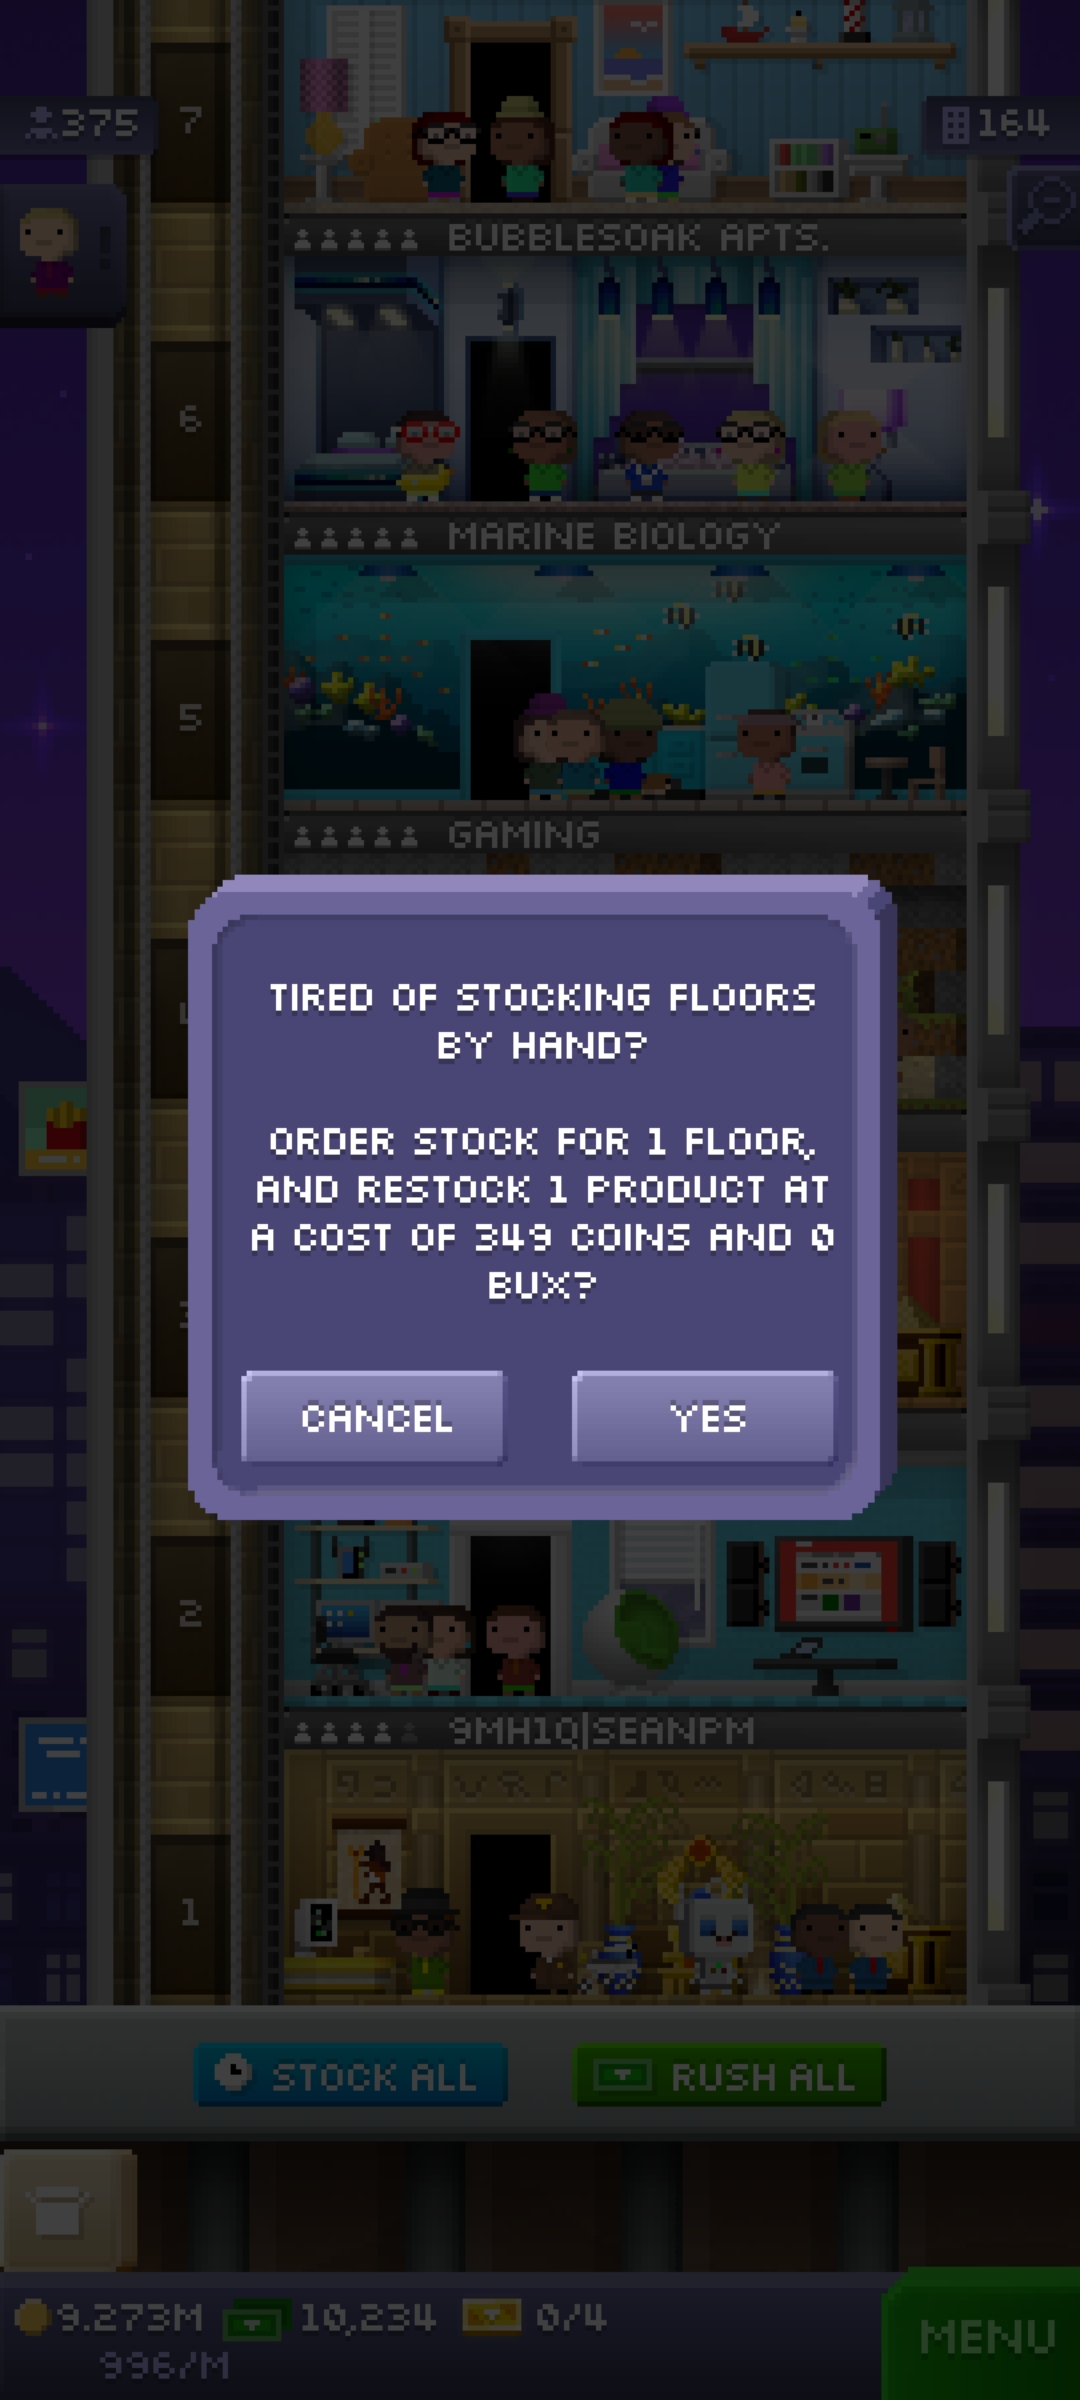 375
7
164
BUBBLESOAK APTS.
6
MARINE BIOLOGY
5
GAMING
TIRED OF STOCKING FLOORS
BY HAND?
ORDER STOCK FOR 1 FLOOR,
AND RESTOCK 1 PRODUCT AT
A COST OF 349 COINS AND 0
BUX?
CANCEL
YES
2
9MH1Q|SEANPM
1
STOCK ALL
RUSH ALL
9.273M
10,234
0/4
996/M
MENU